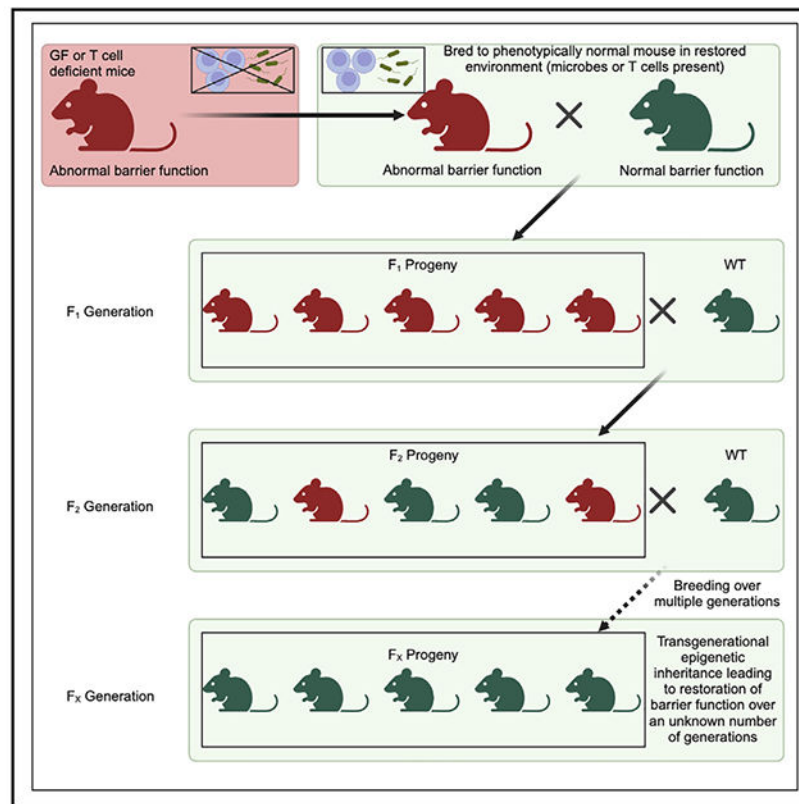 GF or T cell
deficient mice
Abnormal barrier function
Bred to phenotypically normal mouse in restored
environment (microbes or T cells present)
Abnormal barrier function
Normal barrier function
F₁ Generation
F₁ Progeny
WT
F₂ Generation
F₂ Progeny
WT
Breeding over
multiple generations
Fₓ Generation
Fₓ Progeny
Transgenerational
epigenetic
inheritance leading
to restoration of
barrier function over
an unknown number
of generations